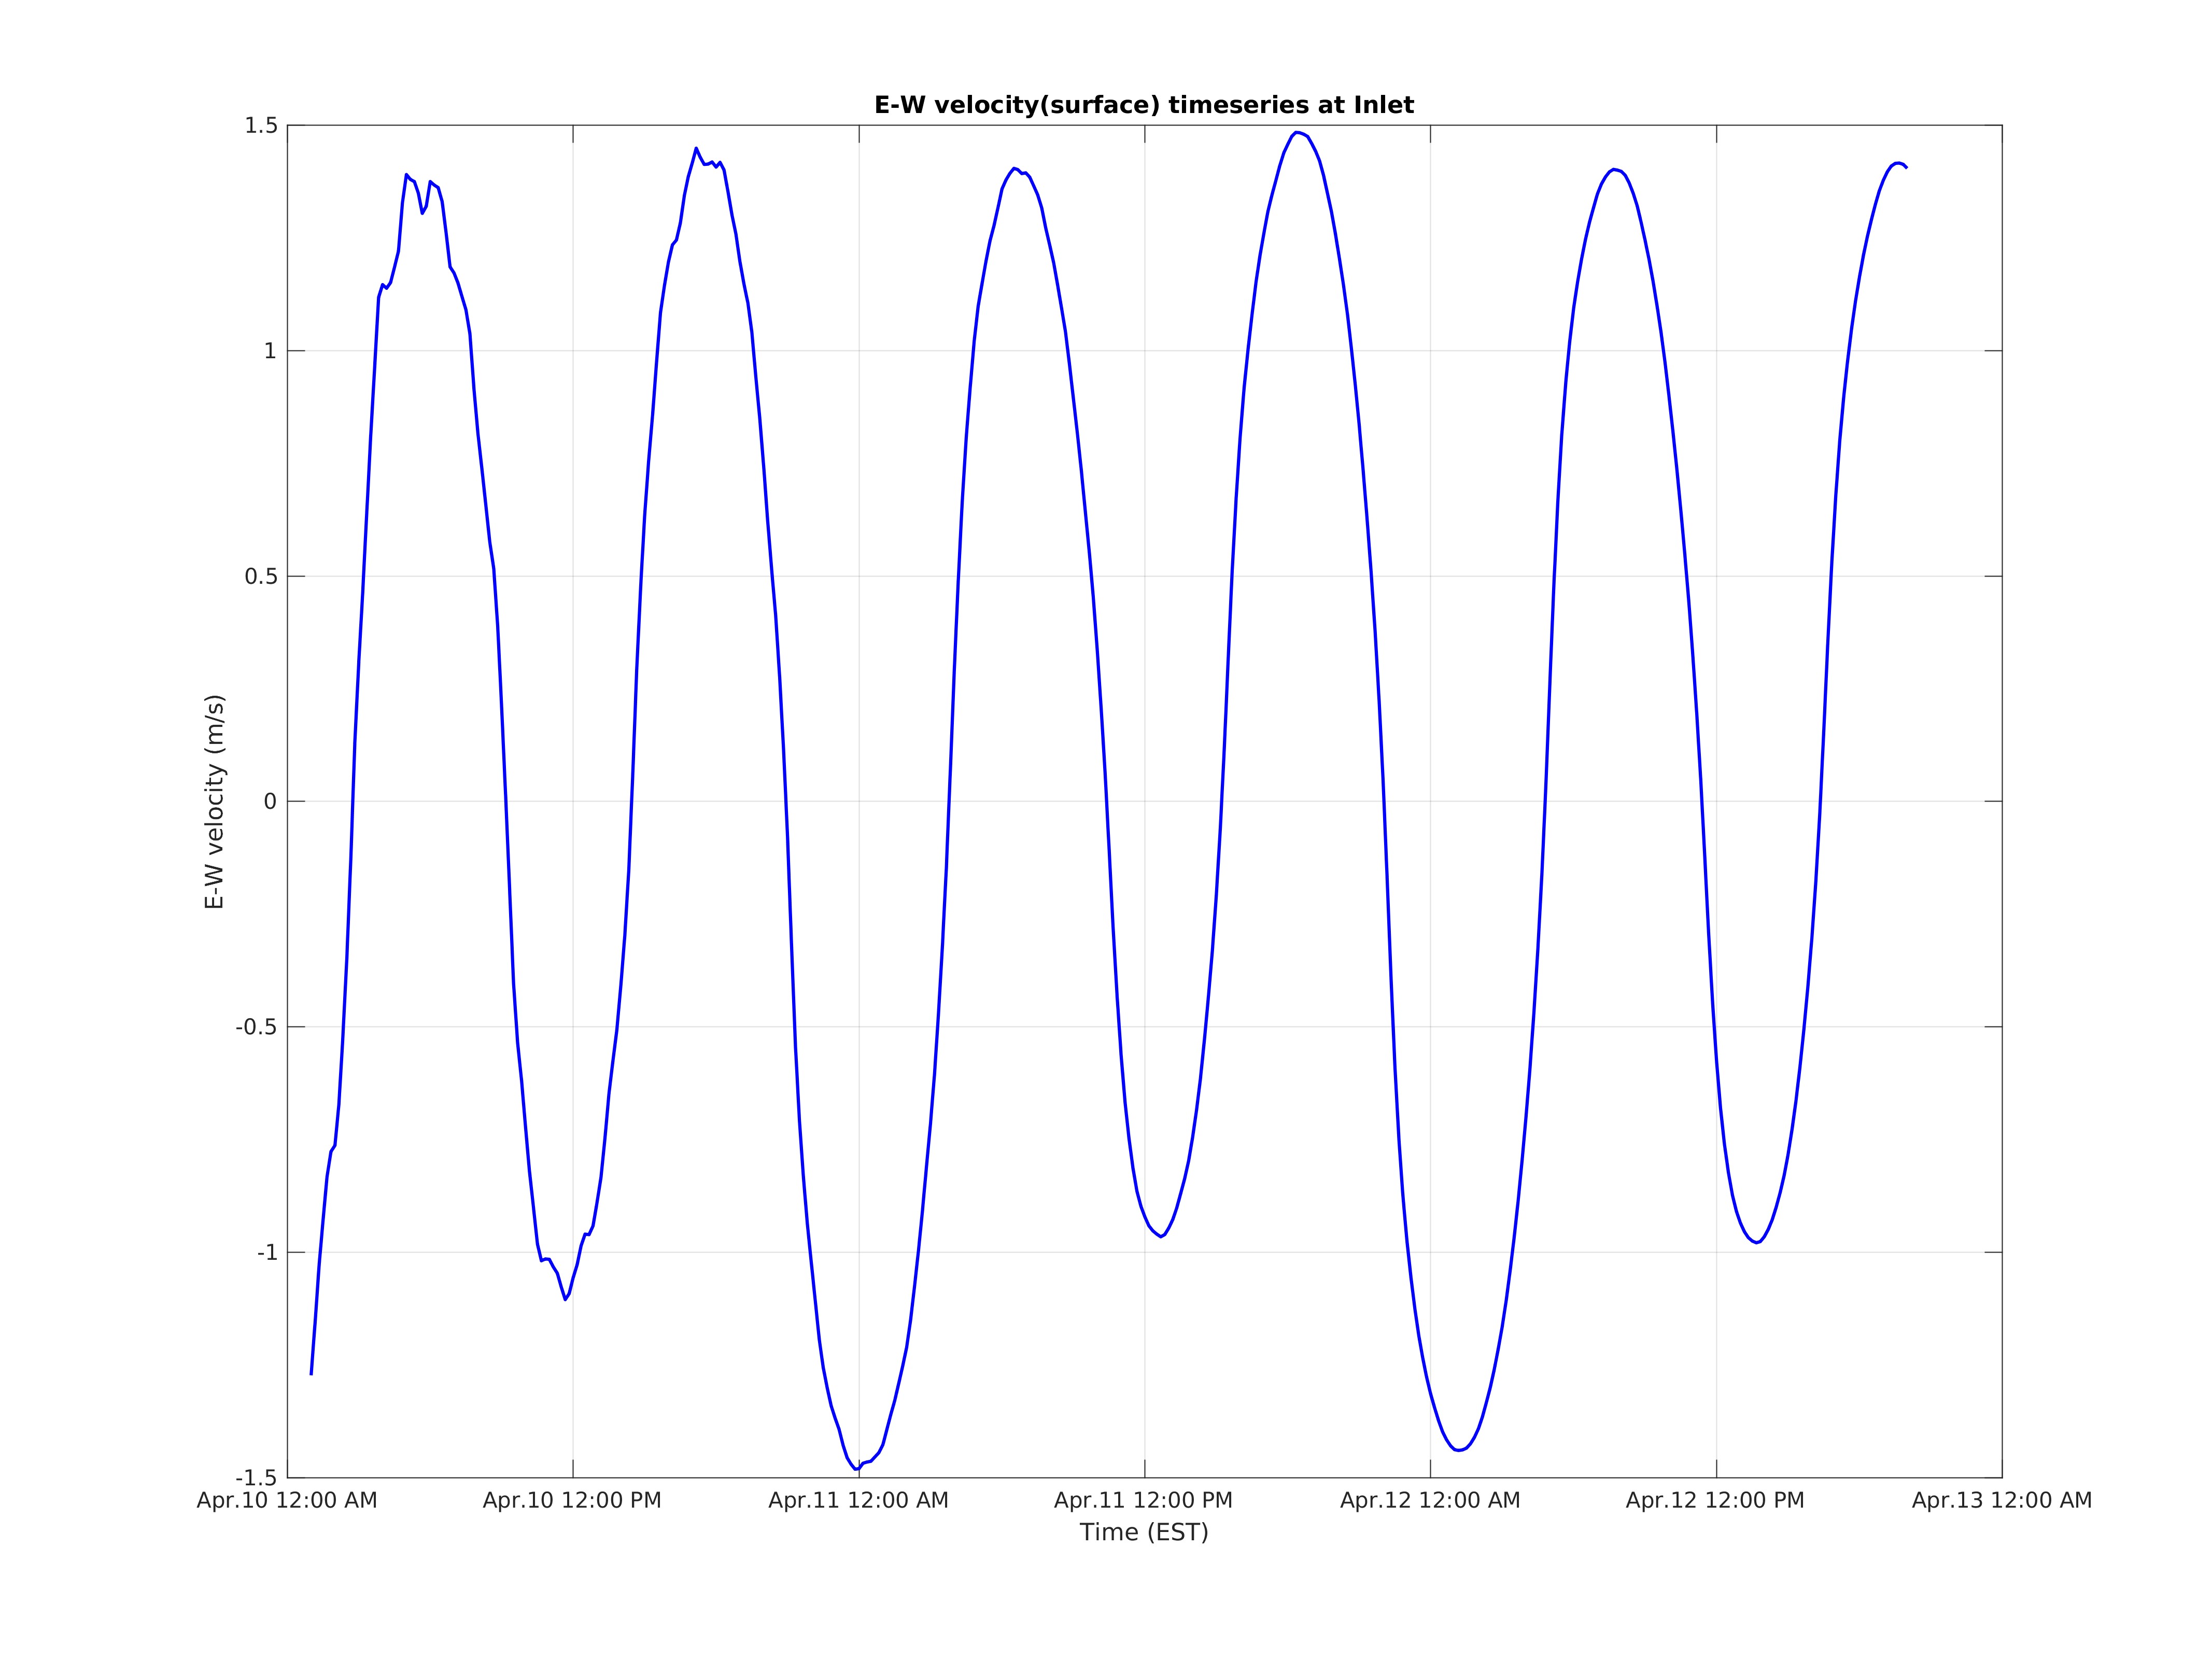 E-W velocity(surface) timeseries at Inlet
1.5
1
0.5
0
-0.5
-1
-1.5
E-W velocity (m/s)
Apr.10 12:00 AM
Apr.10 12:00 PM
Apr.11 12:00 AM
Apr.11 12:00 PM
Apr.12 12:00 AM
Apr.12 12:00 PM
Apr.13 12:00 AM
Time (EST)